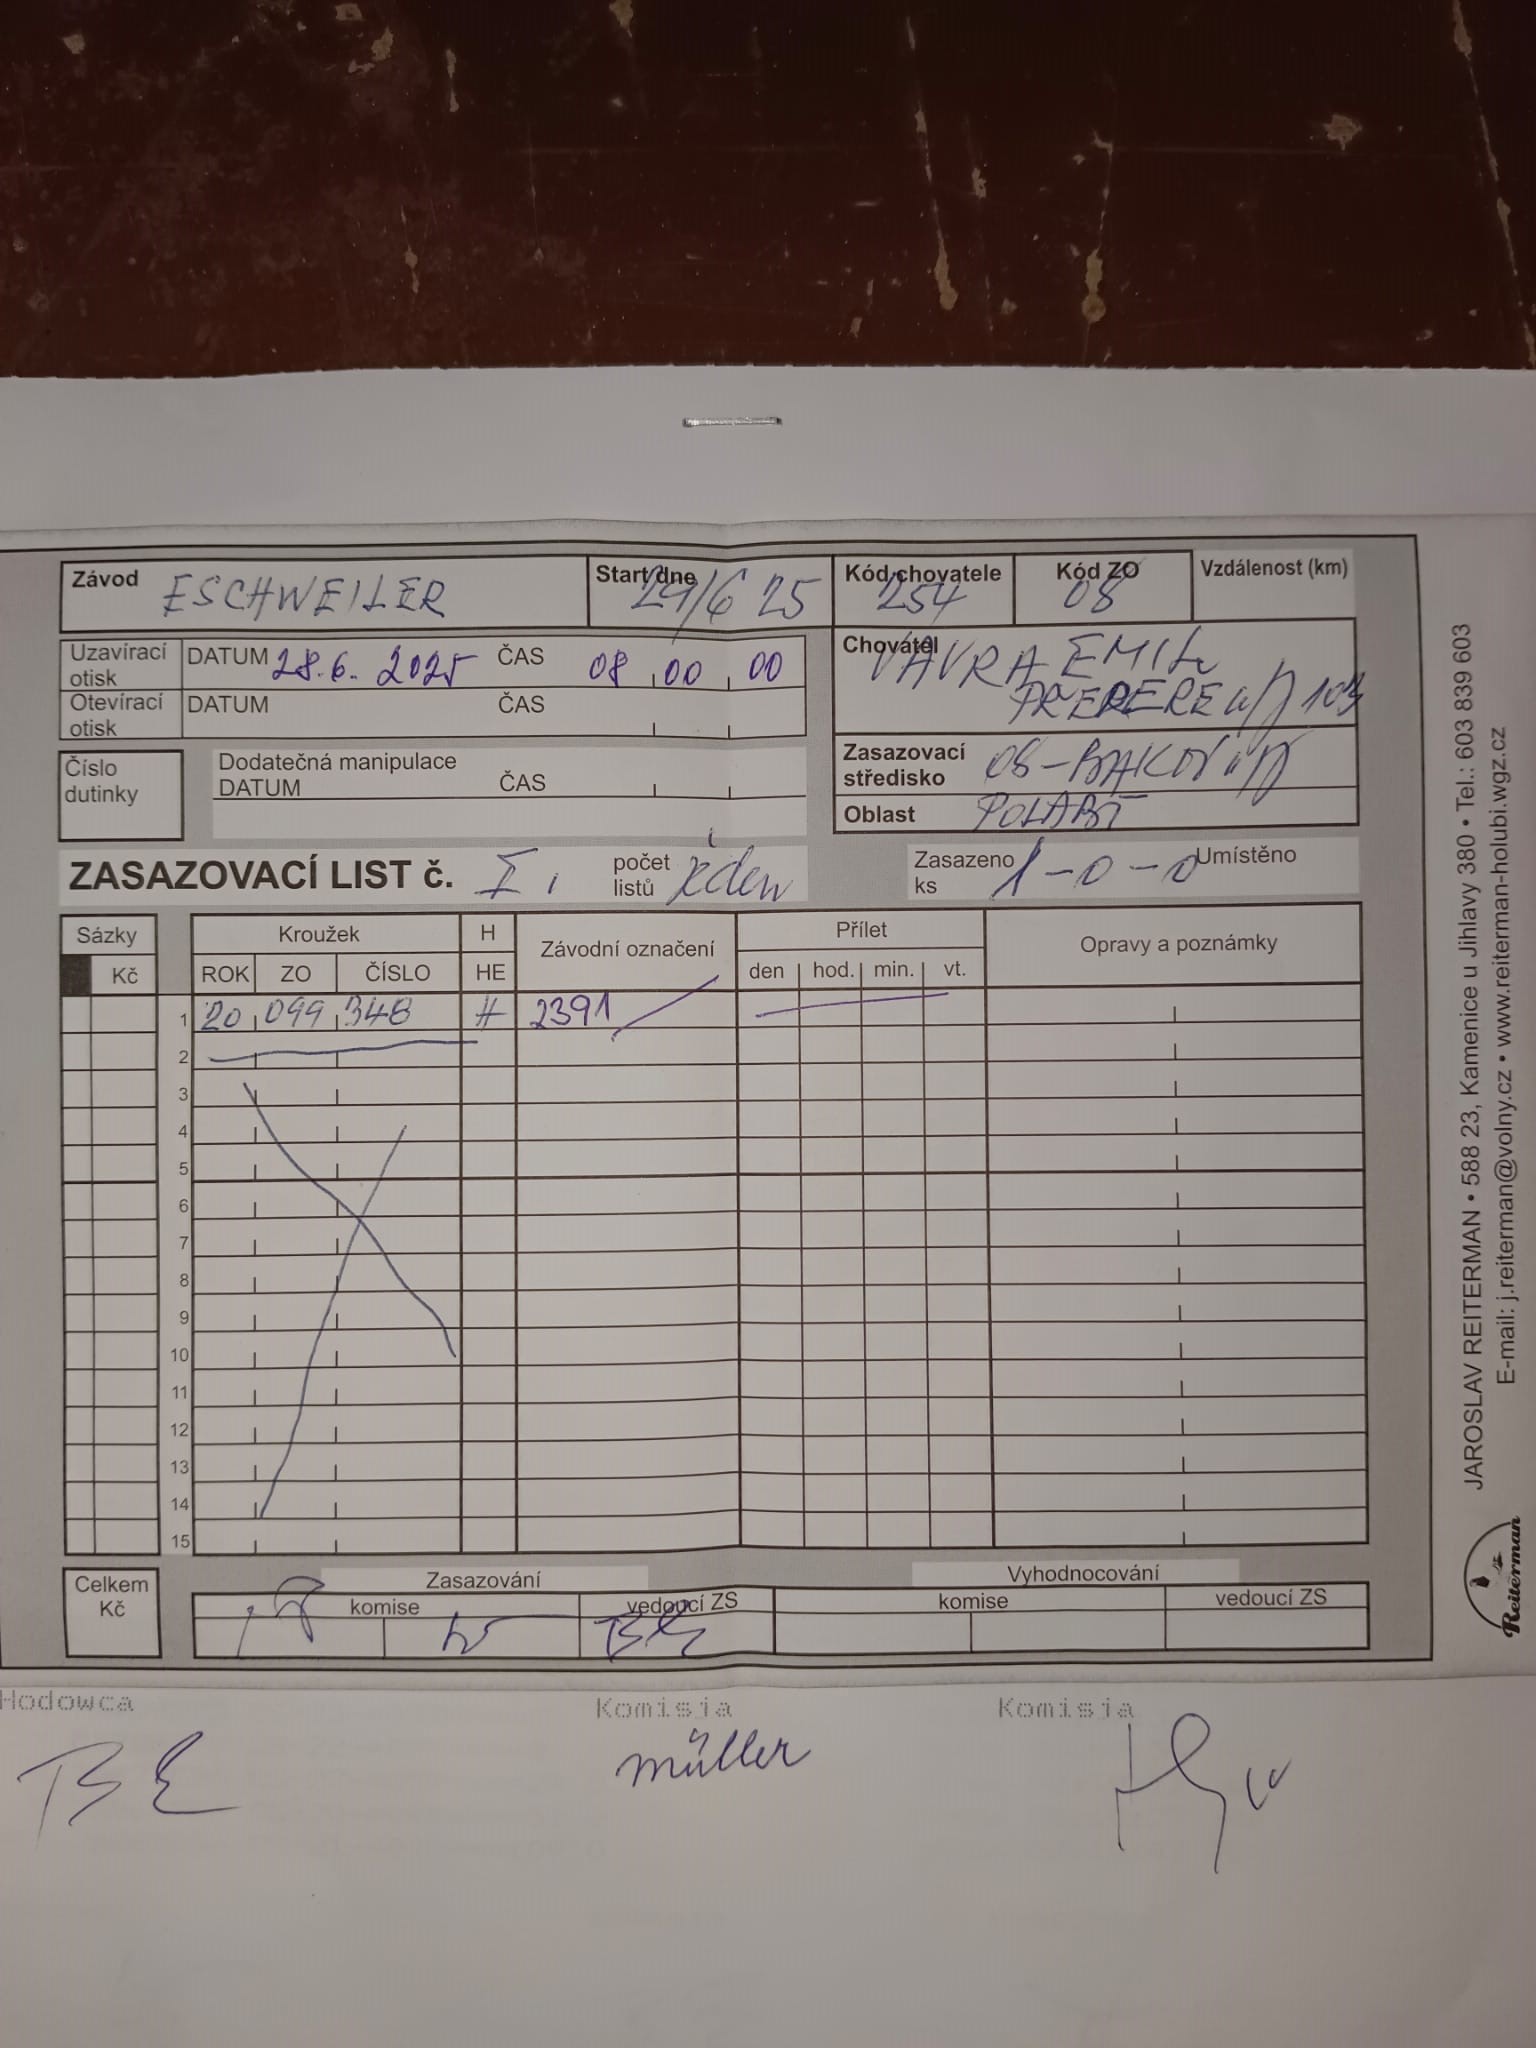 Závod ESCHWEILER Start dne 29/6 25 Kód chovatele 254 Kód ZO 08 Vzdálenost (km)
Uzavírací otisk DATUM 28.6. 2025 ČAS 08 00 00
Chovatel VÁVRA EMIL
Otevírací otisk DATUM ČAS
103
Číslo dutinky
Dodatečná manipulace
DATUM ČAS
Zasazovací středisko 08-BAKOV
Oblast POLABÍ
ZASAZOVACÍ LIST č. I. počet listů jeden Zasazeno ks 1-0-0 Umístěno
Sázky Kroužek H Závodní označení Přílet Opravy a poznámky
Kč ROK ZO ČÍSLO HE den hod. min. vt.
1 20 099 348 H 2391
2
3
4
5
6
7
8
9
10
11
12
13
14
15
Celkem Kč
Zasazování Vyhodnocování
komise vedoucí ZS komise vedoucí ZS
Hodowca Komisja Komisja
müller
JAROSLAV REITERMAN • 588 23, Kamenice u Jihlavy 380 • Tel.: 603 839 603
E-mail: j.reiterman@volny.cz • www.reiterman-holubi.wgz.cz
Reiterman